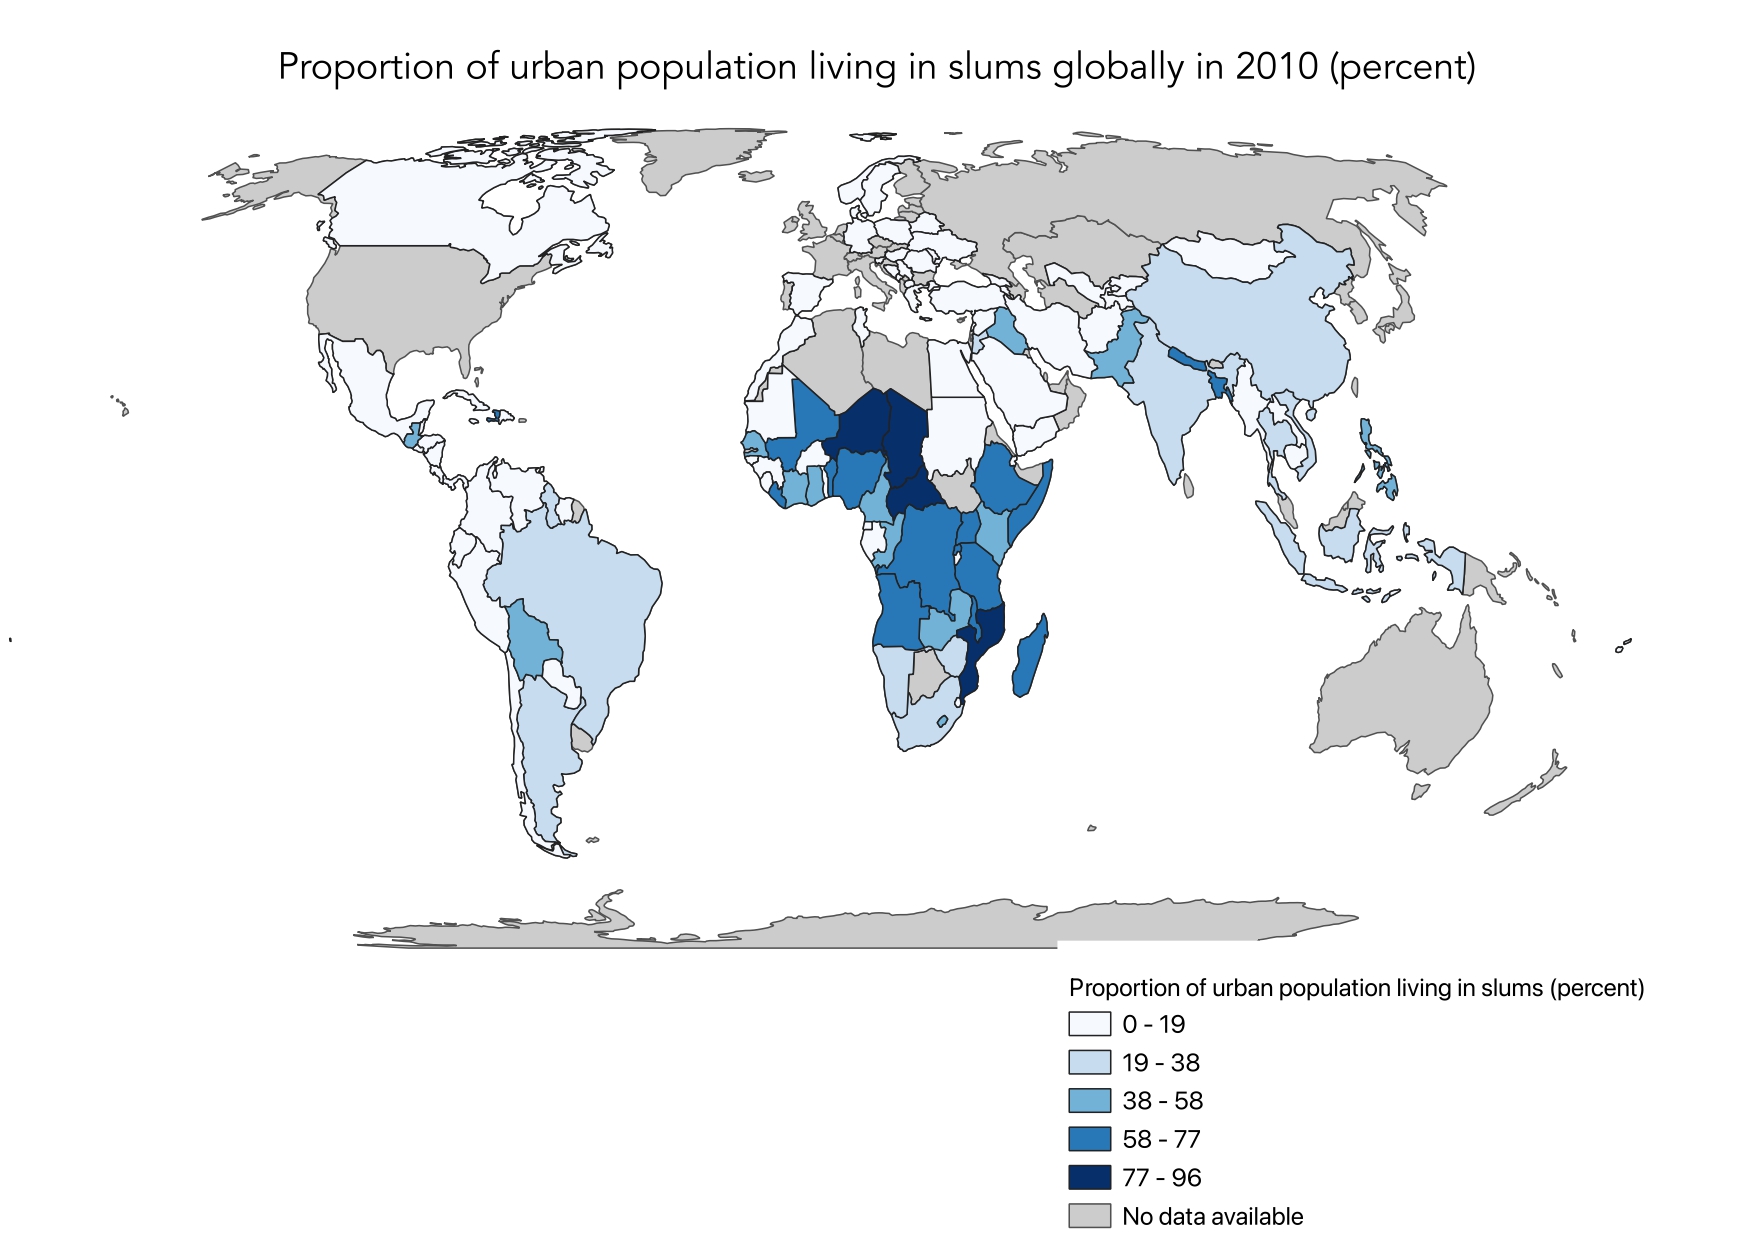 Proportion of urban population living in slums globally in 2010 (percent)
Proportion of urban population living in slums (percent)
0 - 19
19 - 38
38 - 58
58 - 77
77 - 96
No data available